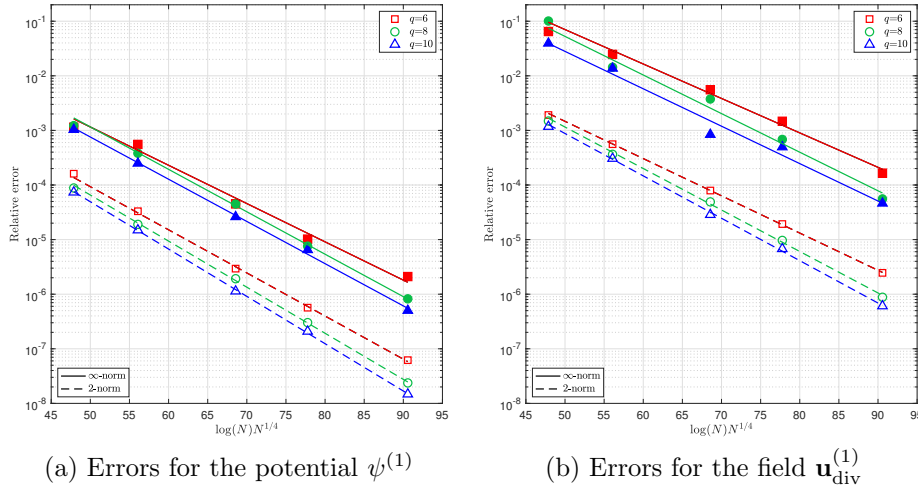 10^{-1}
10^{-2}
10^{-3}
10^{-4}
10^{-5}
10^{-6}
10^{-7}
10^{-8}
Relative error
45 50 55 60 65 70 75 80 85 90 95
log(N)N^{1/4}
q=6
q=8
q=10
∞-norm
2-norm
(a) Errors for the potential ψ^{(1)}
10^{-1}
10^{-2}
10^{-3}
10^{-4}
10^{-5}
10^{-6}
10^{-7}
10^{-8}
Relative error
45 50 55 60 65 70 75 80 85 90 95
log(N)N^{1/4}
q=6
q=8
q=10
∞-norm
2-norm
(b) Errors for the field u_{div}^{(1)}